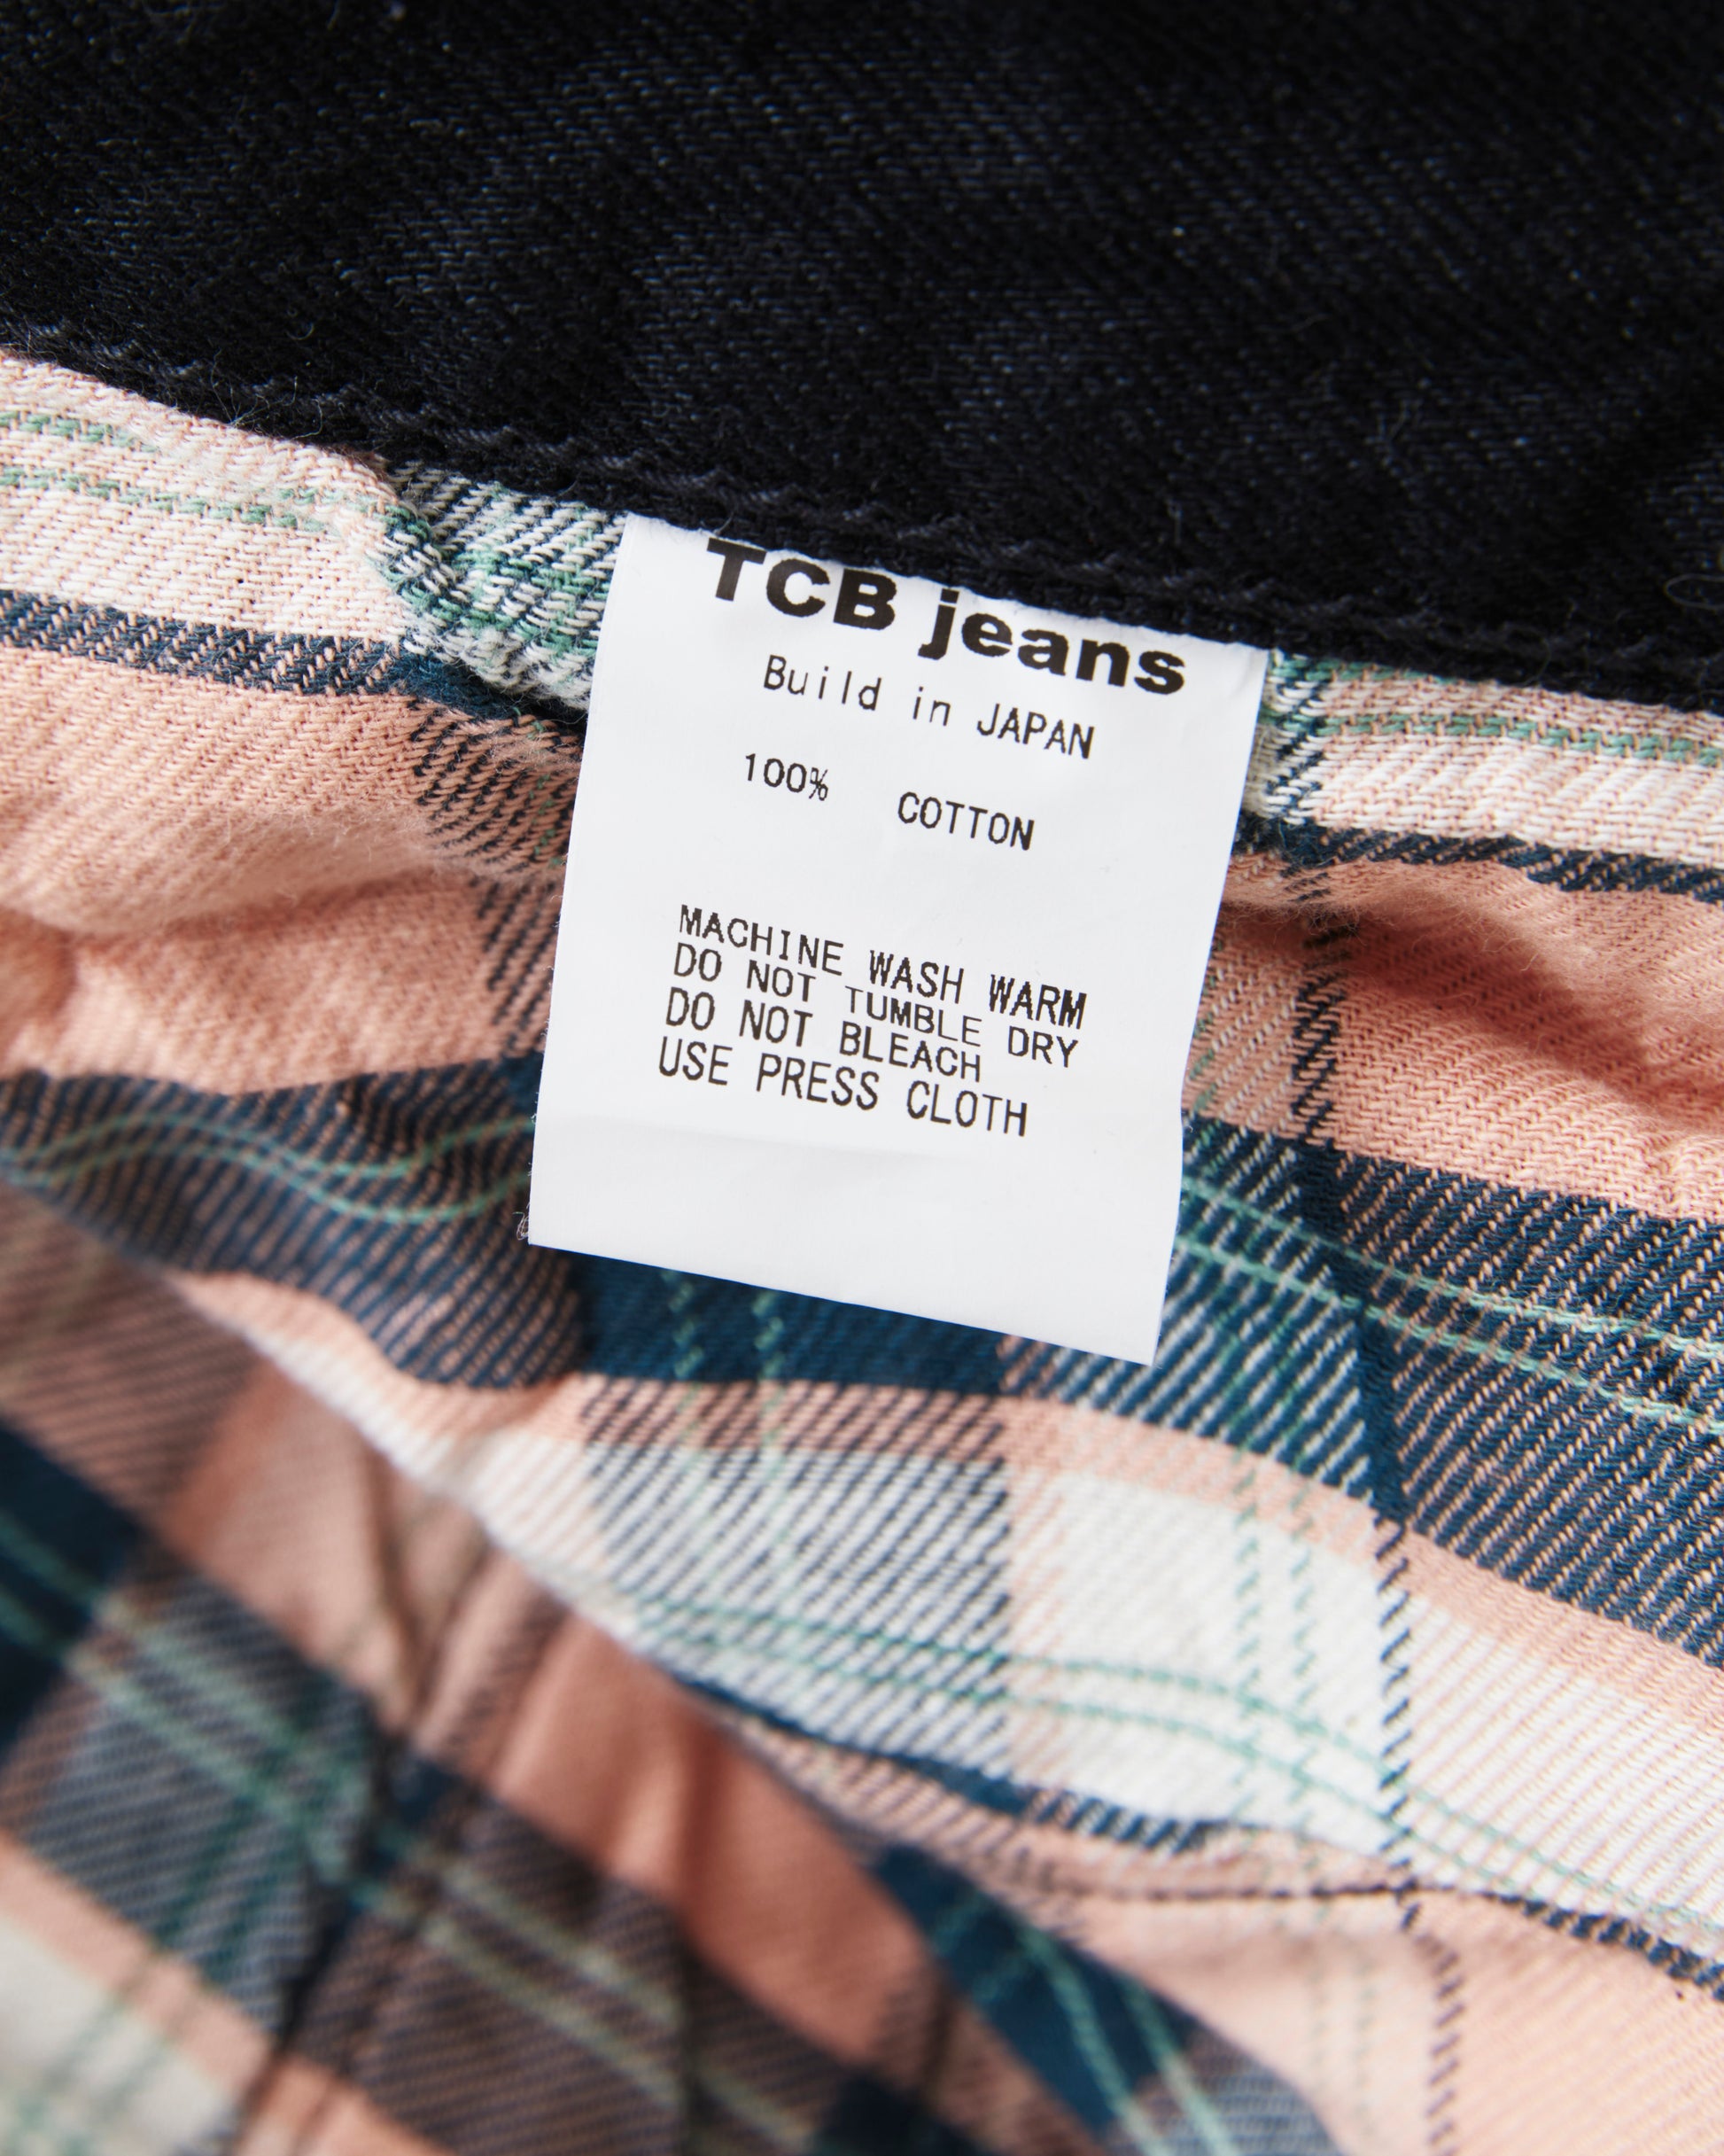 TCB jeans
Build in JAPAN
100% COTTON
MACHINE WASH WARM
DO NOT TUMBLE DRY
DO NOT BLEACH
USE PRESS CLOTH